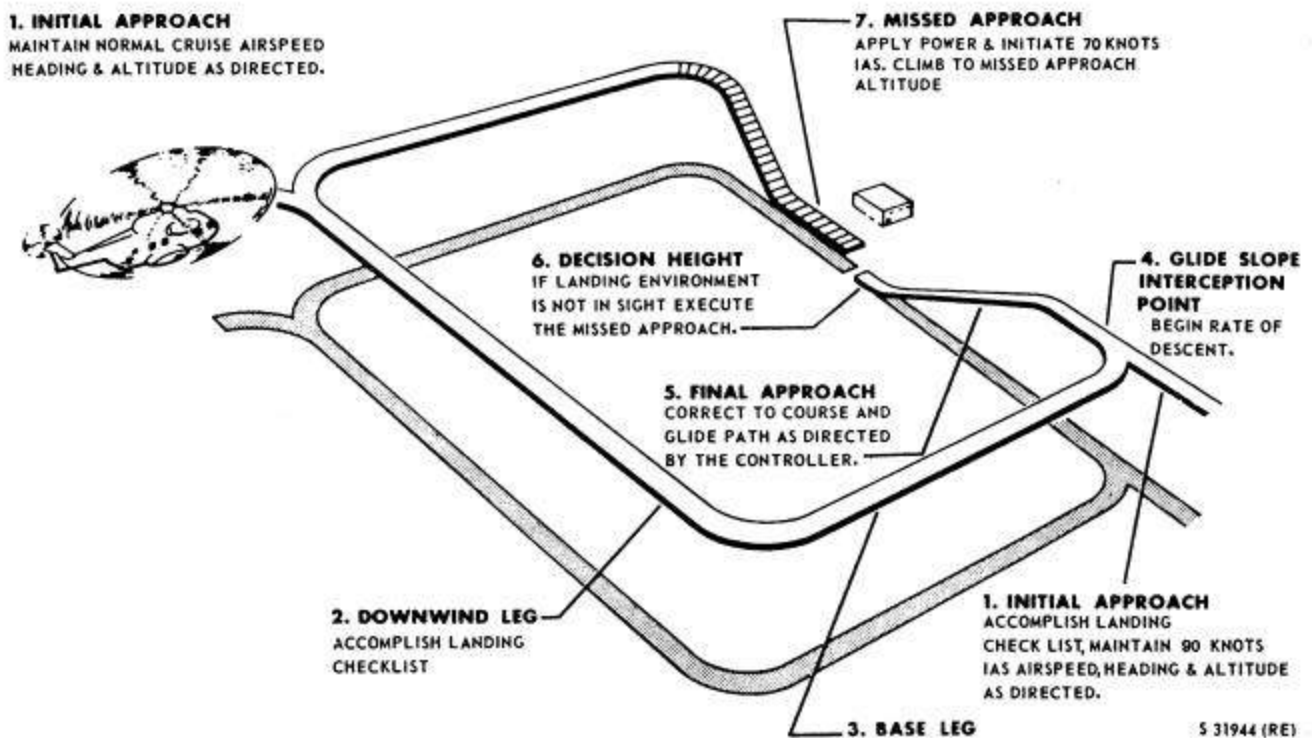 1. INITIAL APPROACH
MAINTAIN NORMAL CRUISE AIRSPEED
HEADING & ALTITUDE AS DIRECTED.
7. MISSED APPROACH
APPLY POWER & INITIATE 70 KNOTS
IAS. CLIMB TO MISSED APPROACH
ALTITUDE
6. DECISION HEIGHT
IF LANDING ENVIRONMENT
IS NOT IN SIGHT EXECUTE
THE MISSED APPROACH.
4. GLIDE SLOPE
INTERCEPTION
POINT
BEGIN RATE OF
DESCENT.
5. FINAL APPROACH
CORRECT TO COURSE AND
GLIDE PATH AS DIRECTED
BY THE CONTROLLER.
2. DOWNWIND LEG
ACCOMPLISH LANDING
CHECKLIST
1. INITIAL APPROACH
ACCOMPLISH LANDING
CHECK LIST, MAINTAIN 90 KNOTS
IAS AIRSPEED, HEADING & ALTITUDE
AS DIRECTED.
3. BASE LEG
S 31944 (RE)